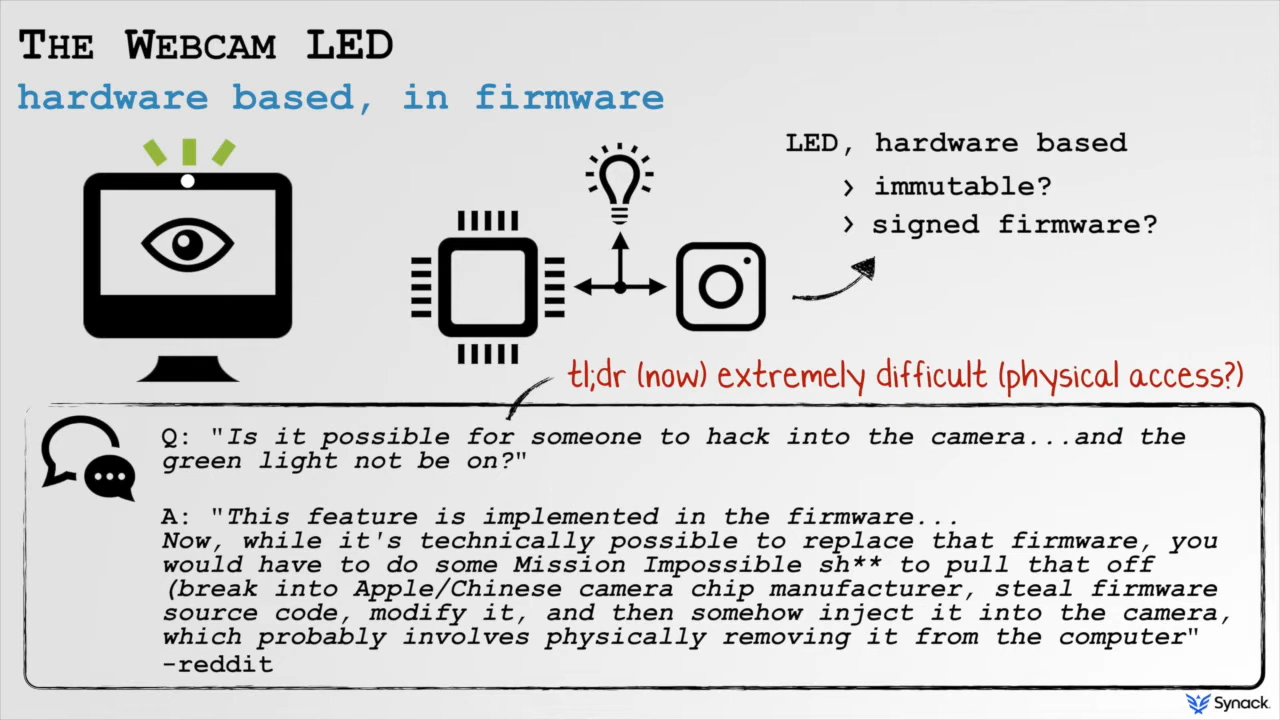 THE WEBCAM LED
hardware based, in firmware
LED, hardware based
› immutable?
› signed firmware?
tl;dr (now) extremely difficult (physical access?)
Q: "Is it possible for someone to hack into the camera...and the
green light not be on?"
A: "This feature is implemented in the firmware...
Now, while it's technically possible to replace that firmware, you
would have to do some Mission Impossible sh** to pull that off
(break into Apple/Chinese camera chip manufacturer, steal firmware
source code, modify it, and then somehow inject it into the camera,
which probably involves physically removing it from the computer"
-reddit
Synack.